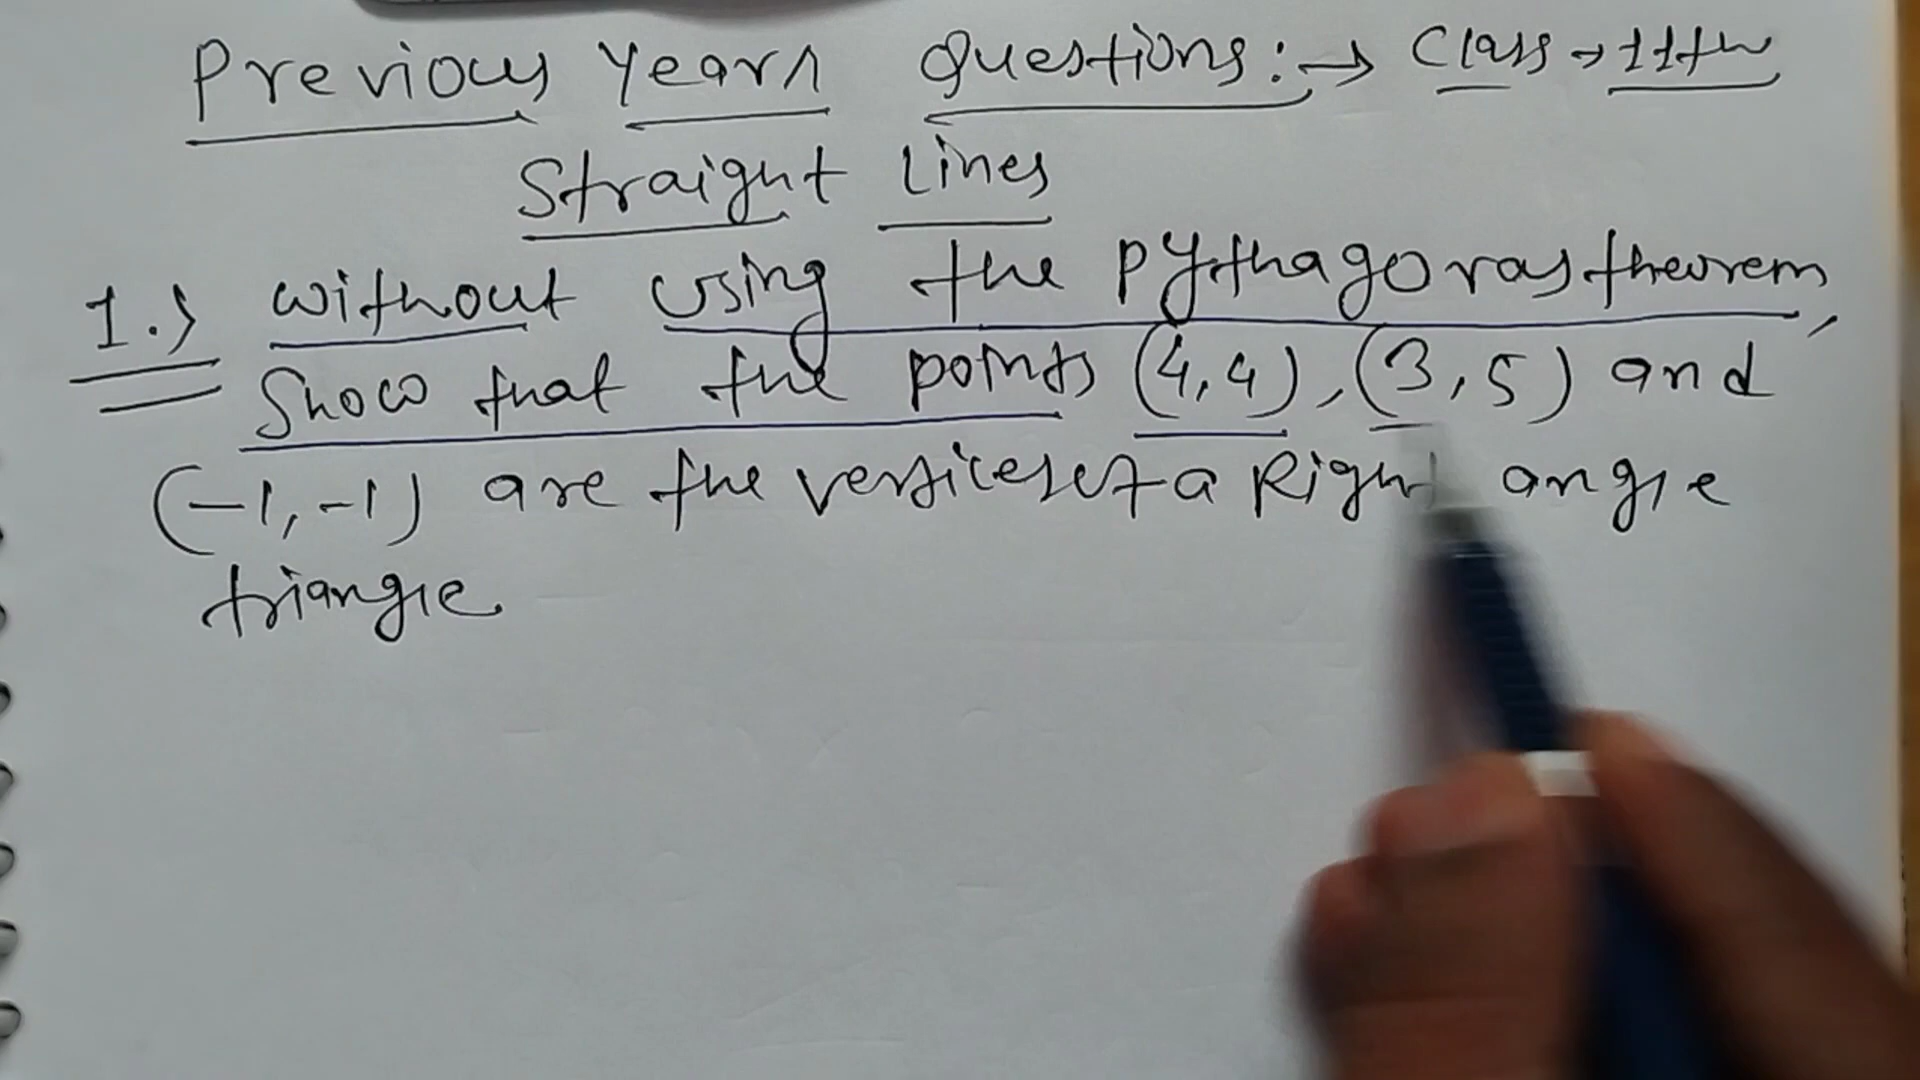 Previous Years Questions:→ Class → 11th
Straight Lines
1.) without using the Pythagoras theorem,
Show that the points (4,4), (3,5) and
(-1,-1) are the vertices of a Right angle
triangle